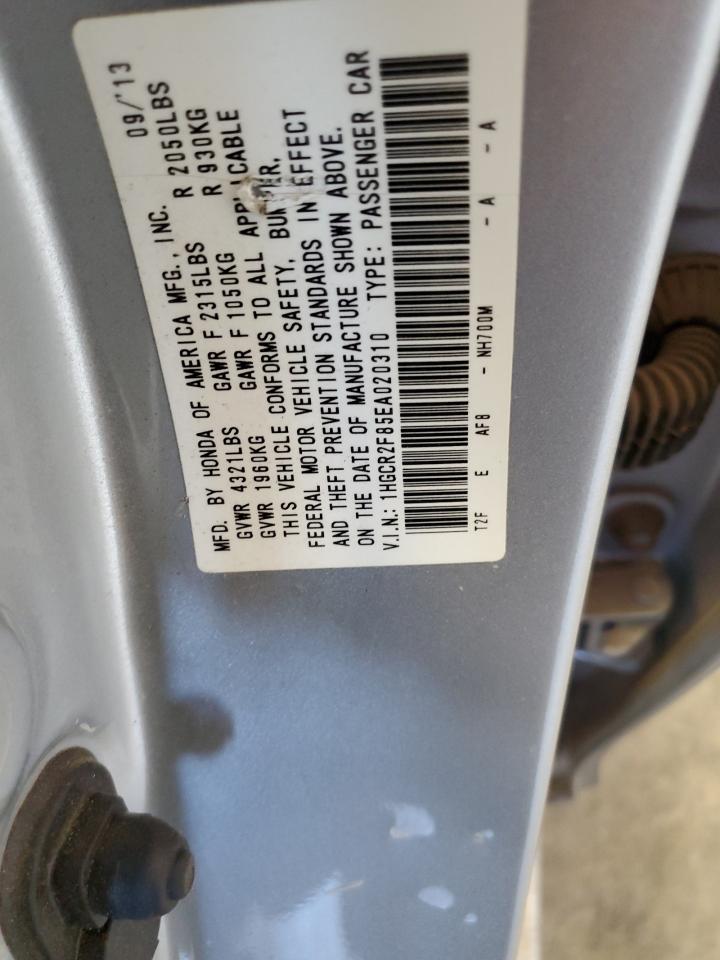 MFD. BY HONDA OF AMERICA MFG., INC. 09/'13
GVWR 4321LBS GAWR F 2315LBS R 2050LBS
GVWR 1960KG GAWR F 1050KG R 930KG
THIS VEHICLE CONFORMS TO ALL APPLICABLE
FEDERAL MOTOR VEHICLE SAFETY, BUMPER,
AND THEFT PREVENTION STANDARDS IN EFFECT
ON THE DATE OF MANUFACTURE SHOWN ABOVE.
V.I.N.: 1HGCR2F85EA020310 TYPE: PASSENGER CAR
T2F E AF8 - NH700M - A - A